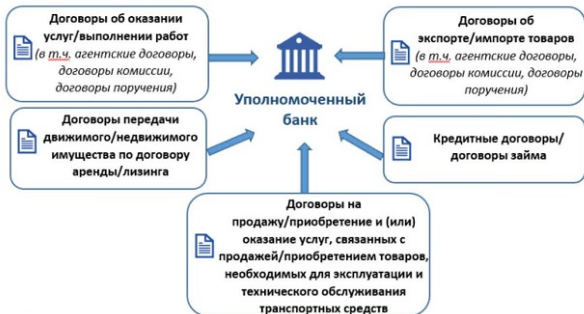 Договоры об оказании
услуг/выполнении работ
(в т.ч. агентские договоры,
договоры комиссии,
договоры поручения)
Договоры об
экспорте/импорте товаров
(в т.ч. агентские договоры,
договоры комиссии, договоры
поручения)
Уполномоченный
банк
Договоры передачи
движимого/недвижимого
имущества по договору
аренды/лизинга
Кредитные договоры/
договоры займа
Договоры на
продажу/приобретение и (или)
оказание услуг, связанных с
продажей/приобретением товаров,
необходимых для эксплуатации и
технического обслуживания
транспортных средств